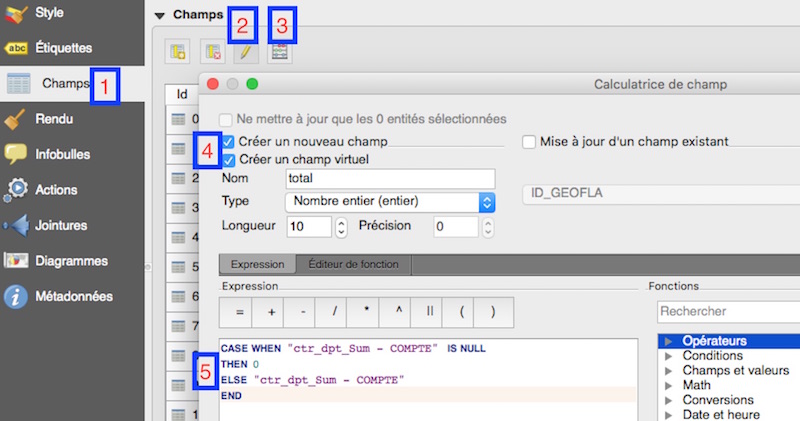 Style
abc Étiquettes
Champs 1
Rendu
Infobulles
Actions
Jointures
Diagrammes
Métadonnées
Champs 2 3
Id
0
2
3
4
5
6
7
1
Calculatrice de champ
Ne mettre à jour que les 0 entités sélectionnées
4 Créer un nouveau champ
Mise à jour d'un champ existant
Créer un champ virtuel
Nom total
Type Nombre entier (entier)
ID_GEOFLA
Longueur 10 Précision 0
Expression Éditeur de fonction
Expression
= + - / * ^ || ( )
5
CASE WHEN "ctr_dpt_Sum - COMPTE" IS NULL
THEN 0
ELSE "ctr_dpt_Sum - COMPTE"
END
Fonctions
Rechercher
Opérateurs
Conditions
Champs et valeurs
Math
Conversions
Date et heure